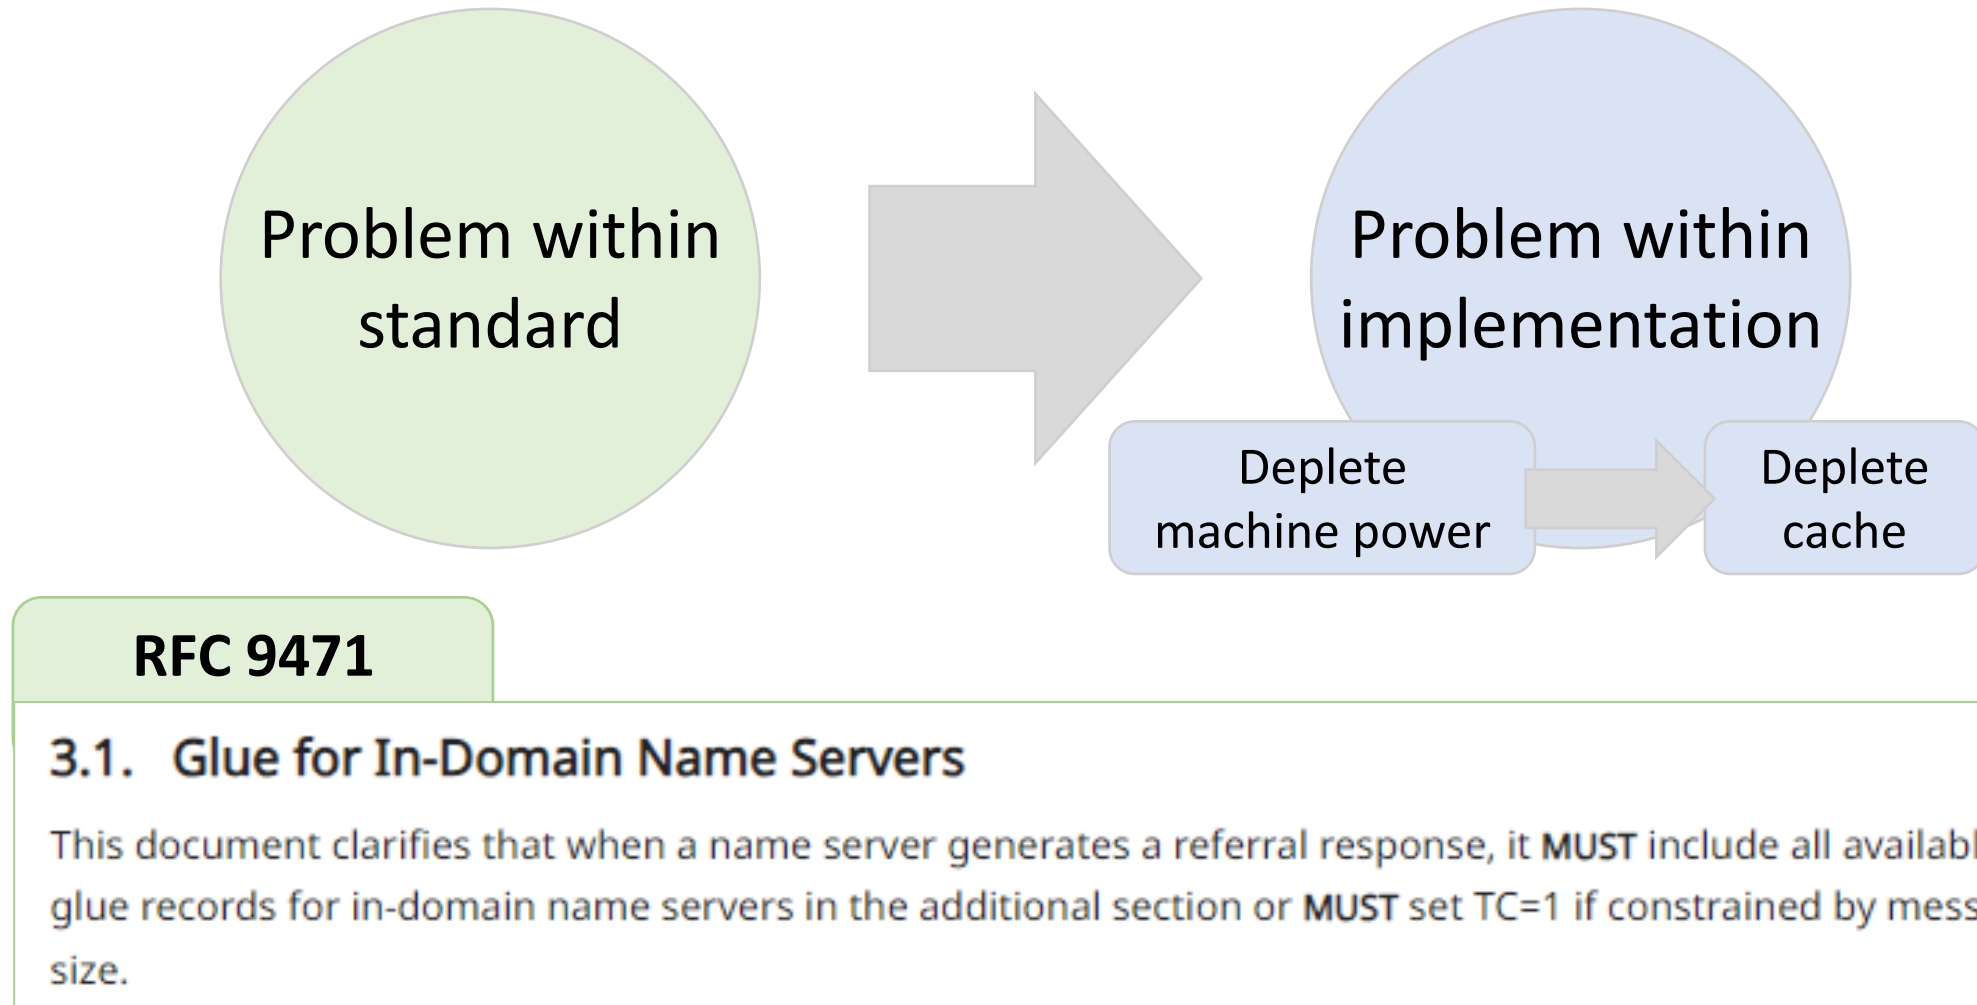 Problem within
standard
Problem within
implementation
Deplete
machine power
Deplete
cache
RFC 9471
3.1. Glue for In-Domain Name Servers
This document clarifies that when a name server generates a referral response, it MUST include all availabl
glue records for in-domain name servers in the additional section or MUST set TC=1 if constrained by mess
size.